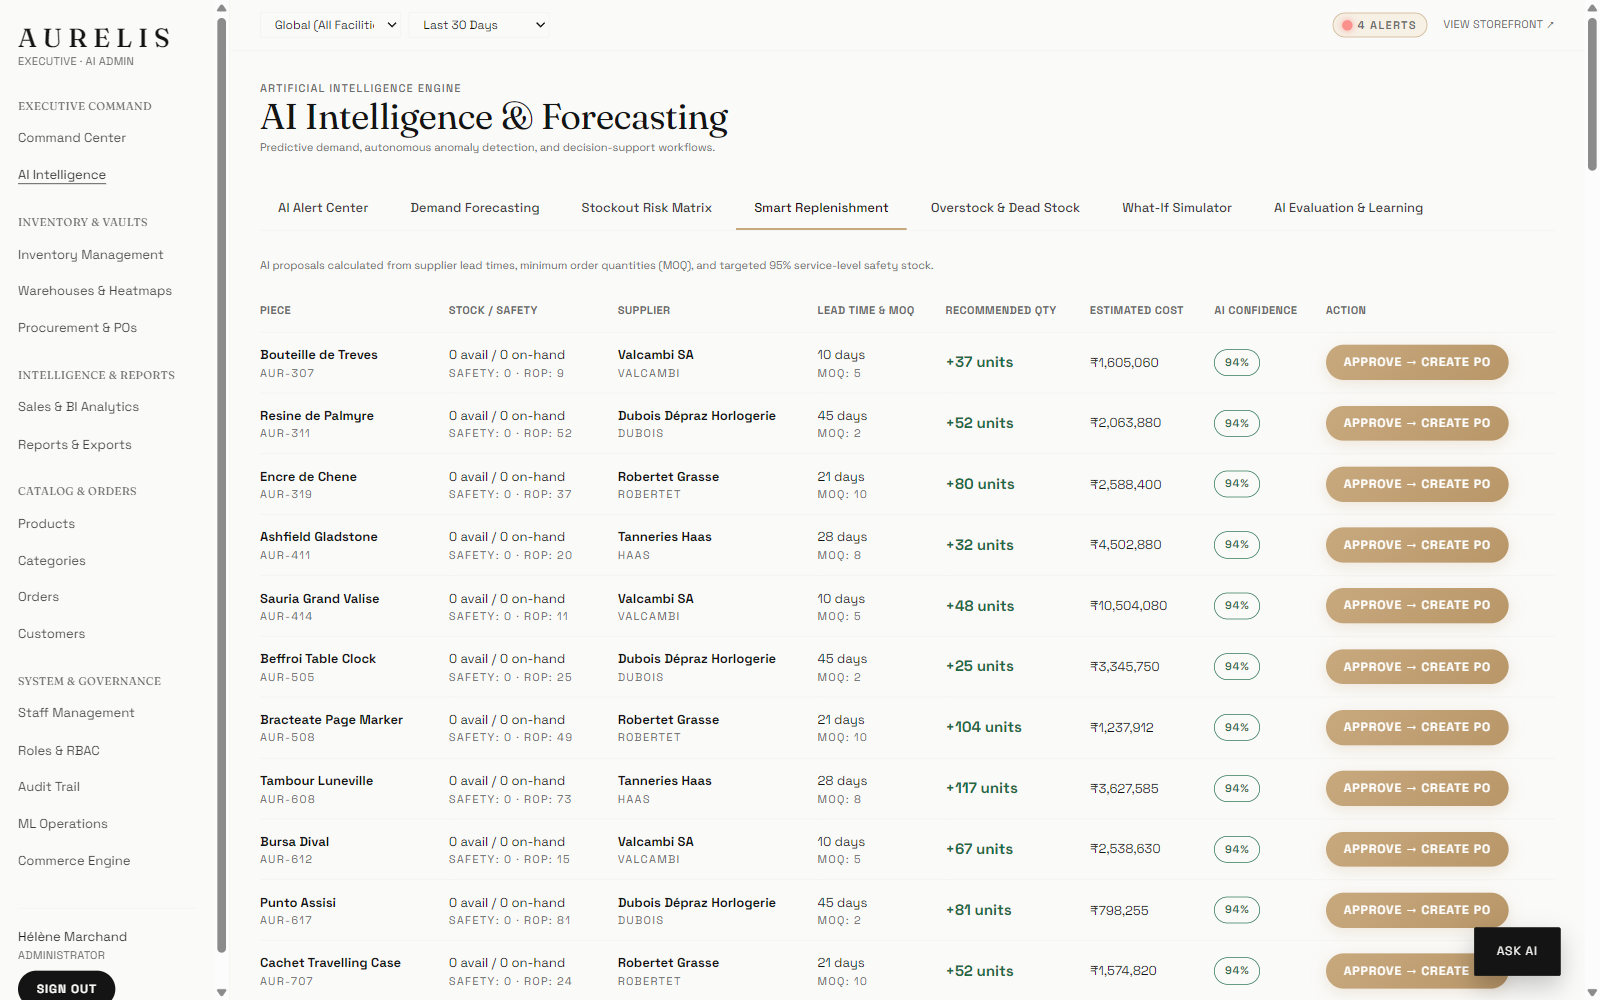 AURELIS
EXECUTIVE · AI ADMIN
EXECUTIVE COMMAND
Command Center
AI Intelligence
INVENTORY & VAULTS
Inventory Management
Warehouses & Heatmaps
Procurement & POs
INTELLIGENCE & REPORTS
Sales & BI Analytics
Reports & Exports
CATALOG & ORDERS
Products
Categories
Orders
Customers
SYSTEM & GOVERNANCE
Staff Management
Roles & RBAC
Audit Trail
ML Operations
Commerce Engine
Hélène Marchand
ADMINISTRATOR
SIGN OUT
Global (All Faciliti Last 30 Days 4 ALERTS VIEW STOREFRONT ↗
ARTIFICIAL INTELLIGENCE ENGINE
AI Intelligence & Forecasting
Predictive demand, autonomous anomaly detection, and decision-support workflows.
AI Alert Center Demand Forecasting Stockout Risk Matrix Smart Replenishment Overstock & Dead Stock What-If Simulator AI Evaluation & Learning
AI proposals calculated from supplier lead times, minimum order quantities (MOQ), and targeted 95% service-level safety stock.
PIECE STOCK / SAFETY SUPPLIER LEAD TIME & MOQ RECOMMENDED QTY ESTIMATED COST AI CONFIDENCE ACTION
Bouteille de Treves 0 avail / 0 on-hand Valcambi SA 10 days +37 units ₹1,605,060 94% APPROVE → CREATE PO
AUR-307 SAFETY: 0 · ROP: 9 VALCAMBI MOQ: 5
Resine de Palmyre 0 avail / 0 on-hand Dubois Dépraz Horlogerie 45 days +52 units ₹2,063,880 94% APPROVE → CREATE PO
AUR-311 SAFETY: 0 · ROP: 52 DUBOIS MOQ: 2
Encre de Chene 0 avail / 0 on-hand Robertet Grasse 21 days +80 units ₹2,588,400 94% APPROVE → CREATE PO
AUR-319 SAFETY: 0 · ROP: 37 ROBERTET MOQ: 10
Ashfield Gladstone 0 avail / 0 on-hand Tanneries Haas 28 days +32 units ₹4,502,880 94% APPROVE → CREATE PO
AUR-411 SAFETY: 0 · ROP: 20 HAAS MOQ: 8
Sauria Grand Valise 0 avail / 0 on-hand Valcambi SA 10 days +48 units ₹10,504,080 94% APPROVE → CREATE PO
AUR-414 SAFETY: 0 · ROP: 11 VALCAMBI MOQ: 5
Beffroi Table Clock 0 avail / 0 on-hand Dubois Dépraz Horlogerie 45 days +25 units ₹3,345,750 94% APPROVE → CREATE PO
AUR-505 SAFETY: 0 · ROP: 25 DUBOIS MOQ: 2
Bracteate Page Marker 0 avail / 0 on-hand Robertet Grasse 21 days +104 units ₹1,237,912 94% APPROVE → CREATE PO
AUR-508 SAFETY: 0 · ROP: 49 ROBERTET MOQ: 10
Tambour Luneville 0 avail / 0 on-hand Tanneries Haas 28 days +117 units ₹3,627,585 94% APPROVE → CREATE PO
AUR-608 SAFETY: 0 · ROP: 73 HAAS MOQ: 8
Bursa Dival 0 avail / 0 on-hand Valcambi SA 10 days +67 units ₹2,538,630 94% APPROVE → CREATE PO
AUR-612 SAFETY: 0 · ROP: 15 VALCAMBI MOQ: 5
Punto Assisi 0 avail / 0 on-hand Dubois Dépraz Horlogerie 45 days +81 units ₹798,255 94% APPROVE → CREATE PO
AUR-617 SAFETY: 0 · ROP: 81 DUBOIS MOQ: 2
Cachet Travelling Case 0 avail / 0 on-hand Robertet Grasse 21 days +52 units ₹1,574,820 94% APPROVE → CREATE
AUR-707 SAFETY: 0 · ROP: 24 ROBERTET MOQ: 10
ASK AI